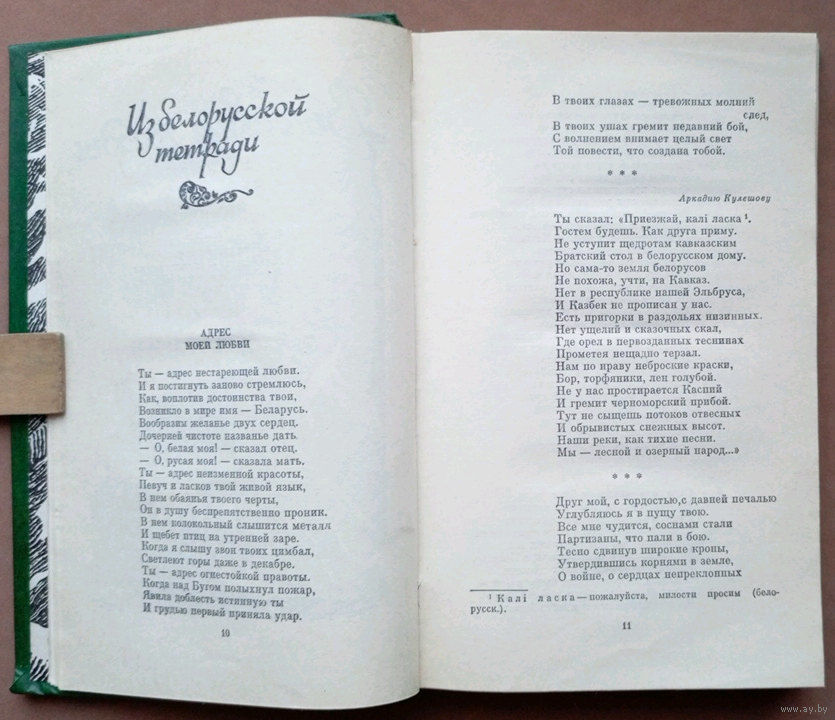 Из белорусской
тетради
АДРЕС
МОЕЙ ЛЮБВИ
Ты — адрес нестареющей любви.
И я постигнуть заново стремлюсь,
Как, воплотив достоинства твои,
Возникло в мире имя — Беларусь.
Вообразим желанье двух сердец.
Дочерней чистоте названье дать.
— О, белая моя! — сказал отец.
— О, русая моя! — сказала мать.
Ты — адрес неизменной красоты,
Певуч и ласков твой живой язык,
В нем обаянья твоего черты,
Он в душу беспрепятственно проник.
В нем колокольный слышится металл
И щебет птиц на утренней заре.
Когда я слышу звон твоих цимбал,
Светлеют горы даже в декабре.
Ты — адрес огнестойкой правоты.
Когда над Бугом полыхнул пожар,
Явила доблесть истинную ты
И грудью первый приняла удар.
10
В твоих глазах — тревожных молний
след,
В твоих ушах гремит недавний бой,
С волнением внимает целый свет
Той повести, что создана тобой.
* * *
Аркадию Кулешову
Ты сказал: «Приезжай, калі ласка¹.
Гостем будешь. Как друга приму.
Не уступит щедротам кавказским
Братский стол в белорусском дому.
Но сама-то земля белорусов
Не похожа, учти, на Кавказ.
Нет в республике нашей Эльбруса,
И Казбек не прописан у нас.
Есть пригорки в раздольях низинных.
Нет ущелий и сказочных скал,
Где орел в первозданных теснинах
Прометея нещадно терзал.
Нам по нраву неброские краски,
Бор, торфяники, лен голубой.
Не у нас простирается Каспий
И гремит черноморский прибой.
Тут не сыщешь потоков отвесных
И обрывистых снежных высот.
Наши реки, как тихие песни.
Мы — лесной и озерный народ...»
* * *
Друг мой, с гордостью,с давней печалью
Углубляюсь я в пущу твою.
Все мне чудится, соснами стали
Партизаны, что пали в бою.
Тесно сдвинув широкие кроны,
Утвердившись корнями в земле,
О войне, о сердцах непреклонных
¹ Калі ласка — пожалуйста, милости просим (бело-
русск.).
11
www.ay.by